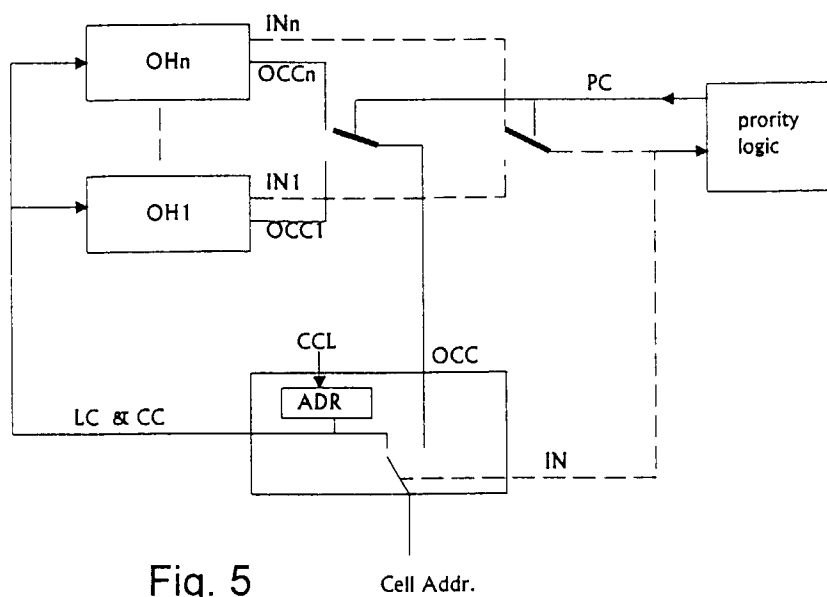 INn
OHn
OCCn
PC
prority
logic
IN1
OH1
OCC1
CCL
OCC
ADR
LC & CC
IN
Fig. 5
Cell Addr.